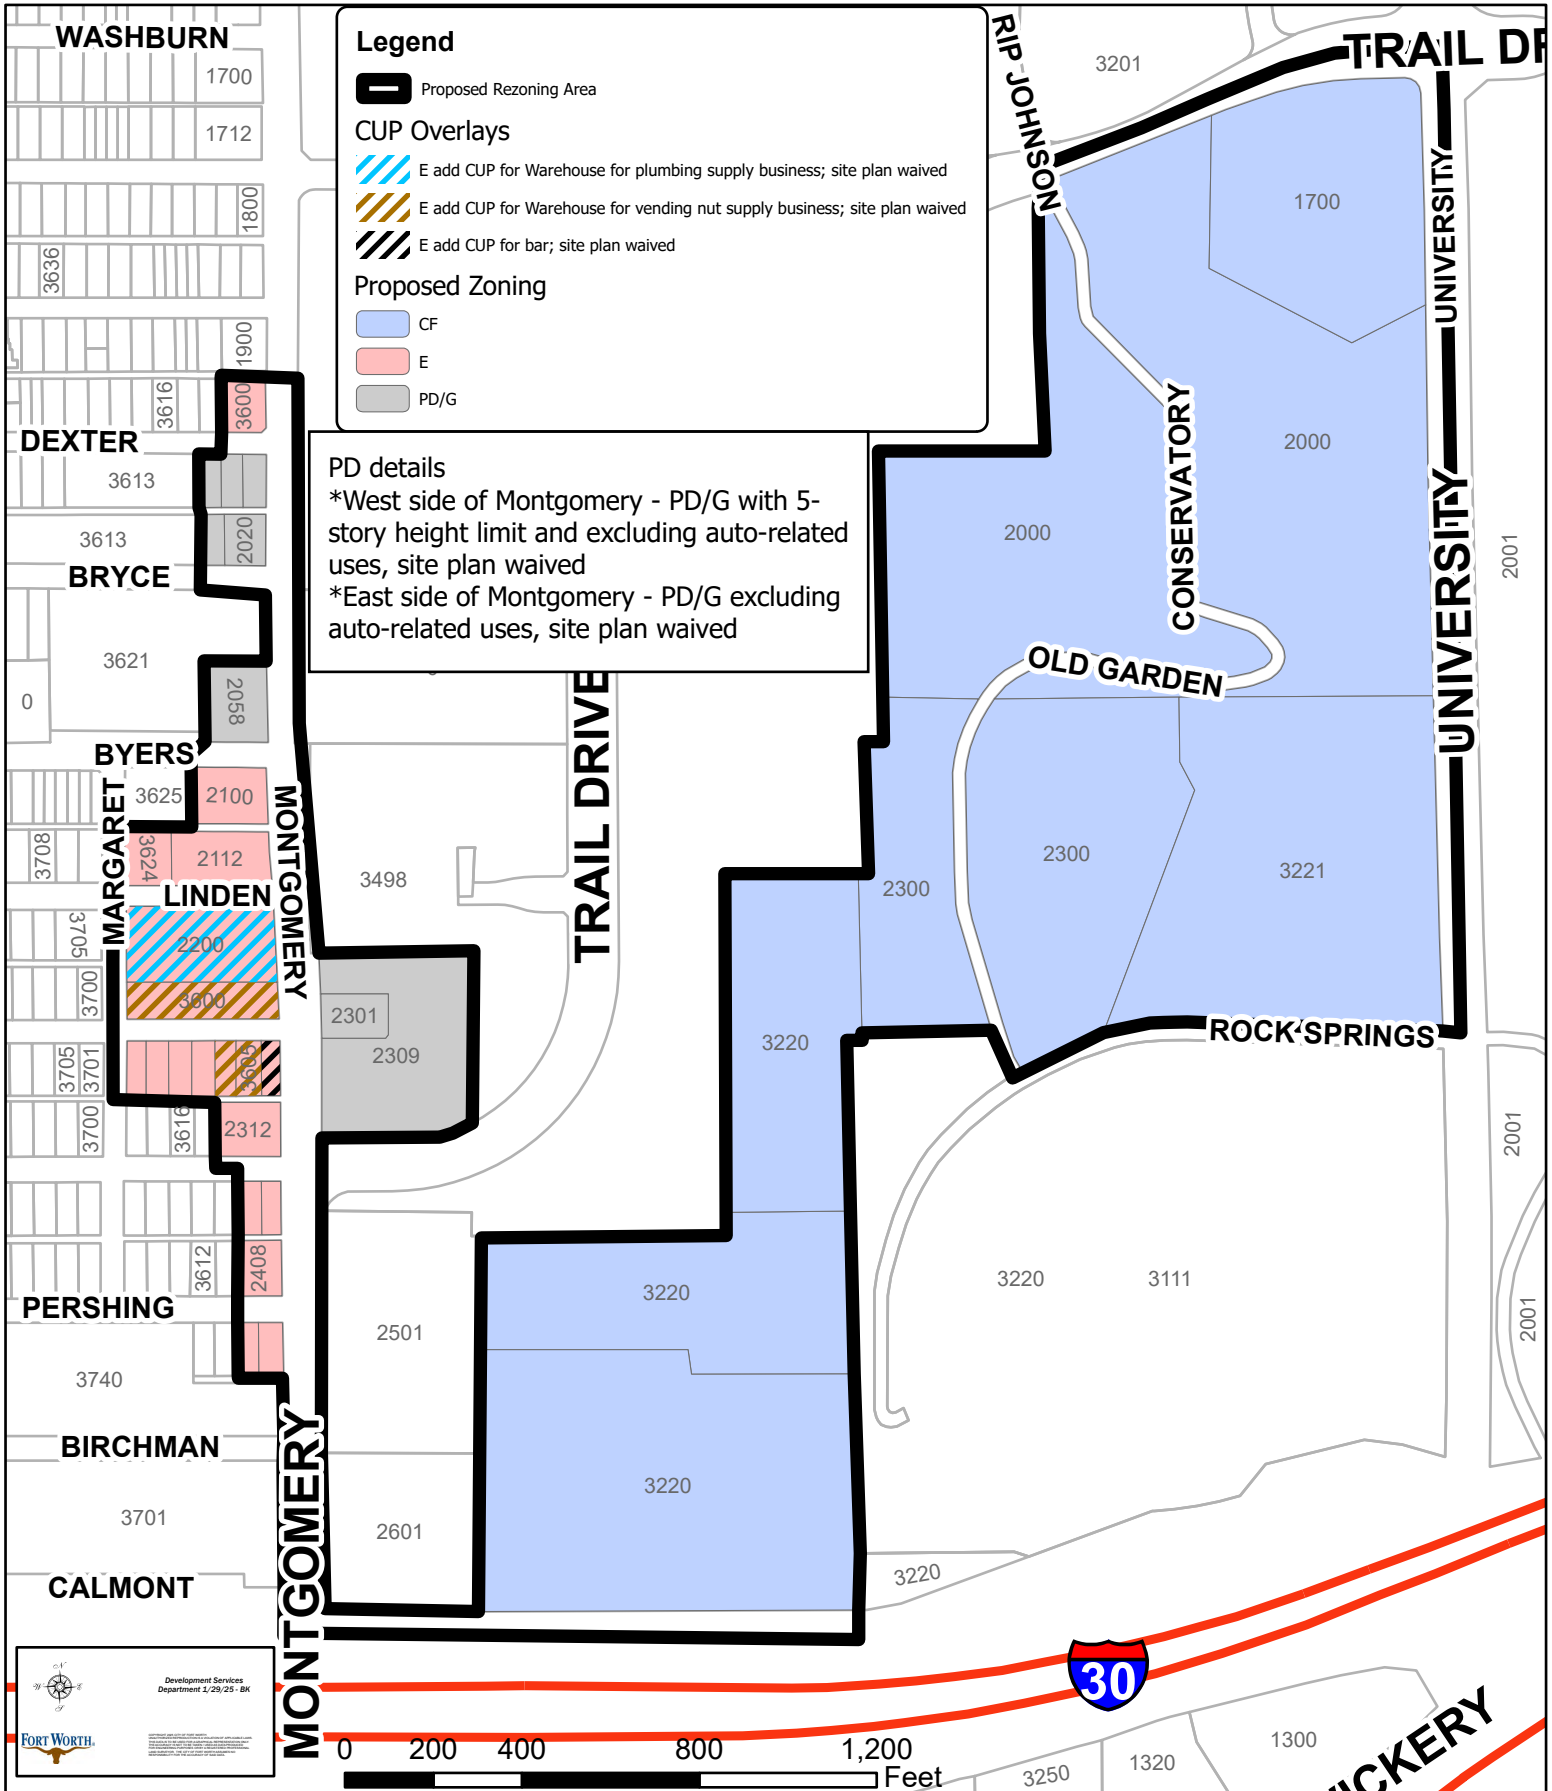 WASHBURN
1700
1712
1800
3636
1900
3616
3600
DEXTER
3613
3613
2020
BRYCE
3621
0
2058
BYERS
3625
2100
MARGARET
MONTGOMERY
3708
3624
2112
LINDEN
3705
2200
3700
3600
3705
3701
3605
3700
3616
2312
3612
2408
PERSHING
3740
BIRCHMAN
3701
CALMONT
MONTGOMERY
Legend
Proposed Rezoning Area
CUP Overlays
E add CUP for Warehouse for plumbing supply business; site plan waived
E add CUP for Warehouse for vending nut supply business; site plan waived
E add CUP for bar; site plan waived
Proposed Zoning
CF
E
PD/G
PD details
*West side of Montgomery - PD/G with 5-
story height limit and excluding auto-related
uses, site plan waived
*East side of Montgomery - PD/G excluding
auto-related uses, site plan waived
TRAIL DRIVE
3498
2301
2309
2501
2601
RIP JOHNSON
3201
TRAIL DR
1700
UNIVERSITY
2000
CONSERVATORY
2000
2001
UNIVERSITY
OLD GARDEN
2300
2300
3221
3220
ROCK SPRINGS
2001
3220
3220
3111
2001
3220
3220
30
1300
1320
3250
VICKERY
N
W
E
S
Development Services
Department 1/29/25 - BK
FORT WORTH
0 200 400 800 1,200
Feet